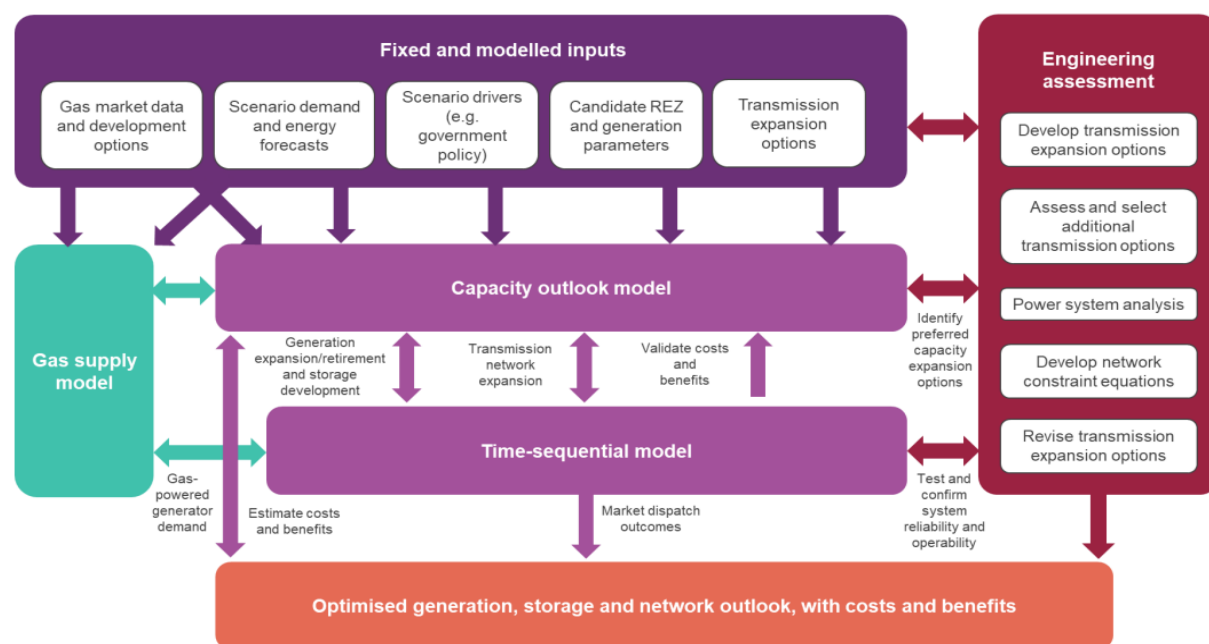 Fixed and modelled inputs
Gas market data
and development
options
Scenario demand
and energy
forecasts
Scenario drivers
(e.g.
government
policy)
Candidate REZ
and generation
parameters
Transmission
expansion
options
Engineering
assessment
Develop transmission
expansion options
Assess and select
additional
transmission options
Power system analysis
Develop network
constraint equations
Revise transmission
expansion options
Gas supply
model
Capacity outlook model
Generation
expansion/retirement
and storage
development
Transmission
network
expansion
Validate costs
and
benefits
Identify
preferred
capacity
expansion
options
Time-sequential model
Gas-
powered
generator
demand
Estimate costs
and benefits
Market dispatch
outcomes
Test and
confirm
system
reliability and
operability
Optimised generation, storage and network outlook, with costs and benefits